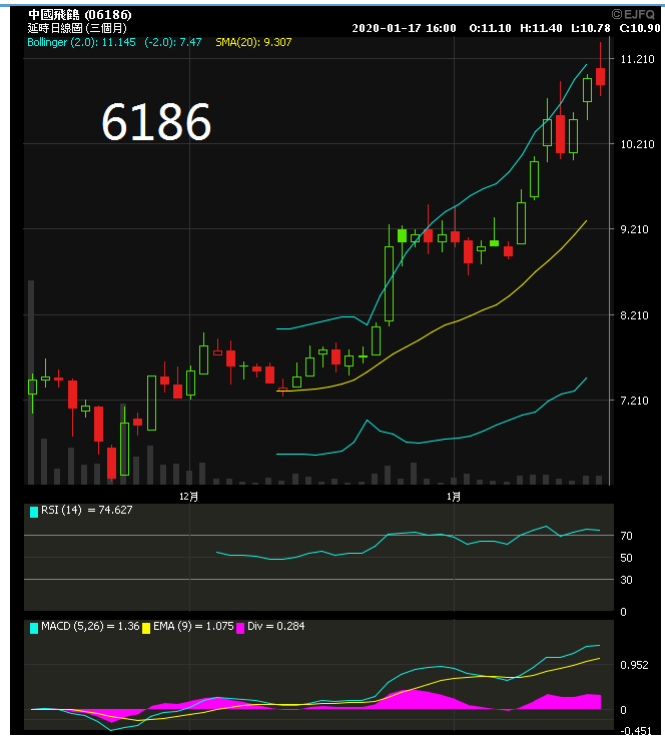 中國飛鶴 (06186) ©EJFQ
延時日線圖 (三個月) 2020-01-17 16:00 O:11.10 H:11.40 L:10.78 C:10.90
Bollinger (2.0): 11.145 (-2.0): 7.47 SMA(20): 9.307
11.210
6186
10.210
9.210
8.210
7.210
12月 1月
RSI (14) = 74.627
70
50
30
0
MACD (5,26) = 1.36 EMA (9) = 1.075 Div = 0.284
0.952
0
-0.451